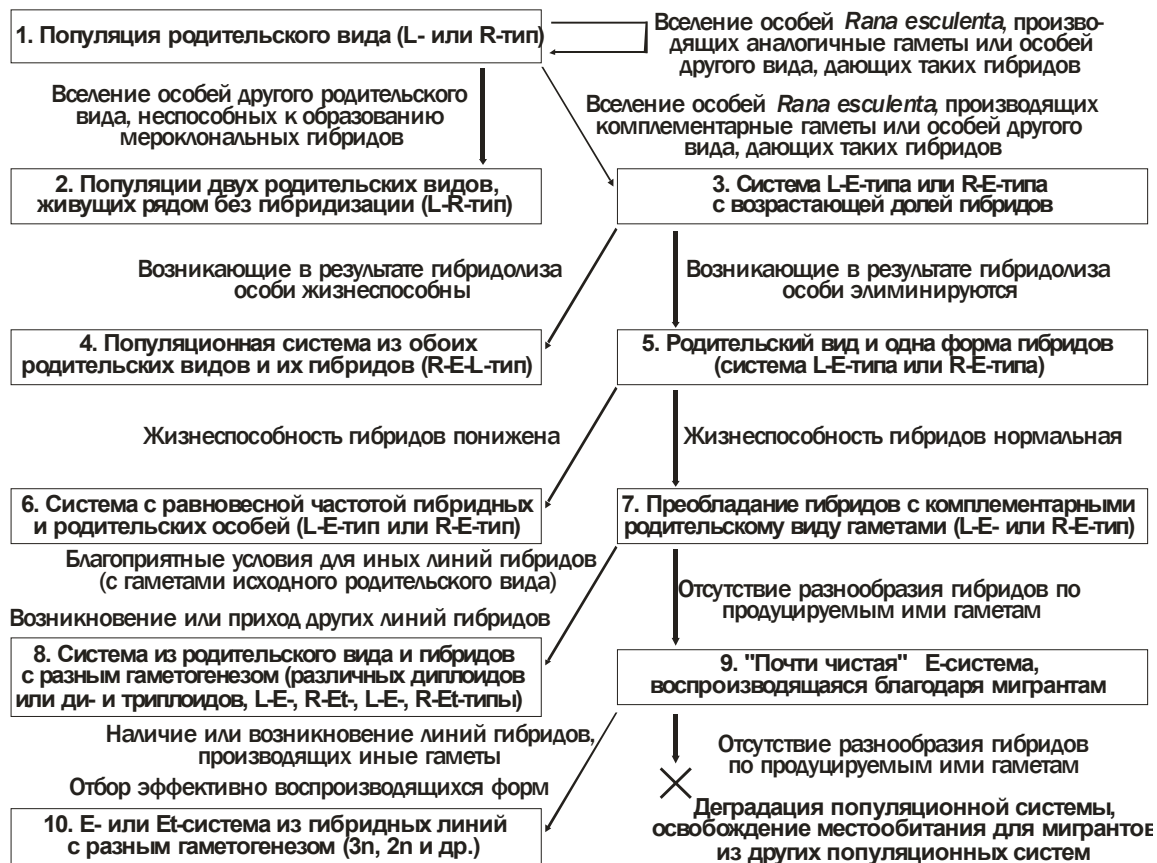 1. Популяция родительского вида (L- или R-тип)
Вселение особей Rana esculenta, произво-
дящих аналогичные гаметы или особей
другого вида, дающих таких гибридов
Вселение особей другого родительского
вида, неспособных к образованию
мероклональных гибридов
Вселение особей Rana esculenta, производящих
комплементарные гаметы или особей другого
вида, дающих таких гибридов
2. Популяции двух родительских видов,
живущих рядом без гибридизации (L-R-тип)
3. Система L-E-типа или R-E-типа
с возрастающей долей гибридов
Возникающие в результате гибридолиза
особи жизнеспособны
Возникающие в результате гибридолиза
особи элиминируются
4. Популяционная система из обоих
родительских видов и их гибридов (R-E-L-тип)
5. Родительский вид и одна форма гибридов
(система L-E-типа или R-E-типа)
Жизнеспособность гибридов понижена
Жизнеспособность гибридов нормальная
6. Система с равновесной частотой гибридных
и родительских особей (L-E-тип или R-E-тип)
7. Преобладание гибридов с комплементарными
родительскому виду гаметами (L-E- или R-E-тип)
Благоприятные условия для иных линий гибридов
(с гаметами исходного родительского вида)
Возникновение или приход других линий гибридов
Отсутствие разнообразия гибридов по
продуцируемым ими гаметам
8. Система из родительского вида и гибридов
с разным гаметогенезом (различных диплоидов
или ди- и триплоидов, L-E-, R-Et-, L-E-, R-Et-типы)
9. "Почти чистая" E-система,
воспроизводящаяся благодаря мигрантам
Наличие или возникновение линий гибридов,
производящих иные гаметы
Отбор эффективно воспроизводящихся форм
Отсутствие разнообразия гибридов
по продуцируемым ими гаметам
10. E- или Et-система из гибридных линий
с разным гаметогенезом (3n, 2n и др.)
Деградация популяционной системы,
освобождение местообитания для мигрантов
из других популяционных систем